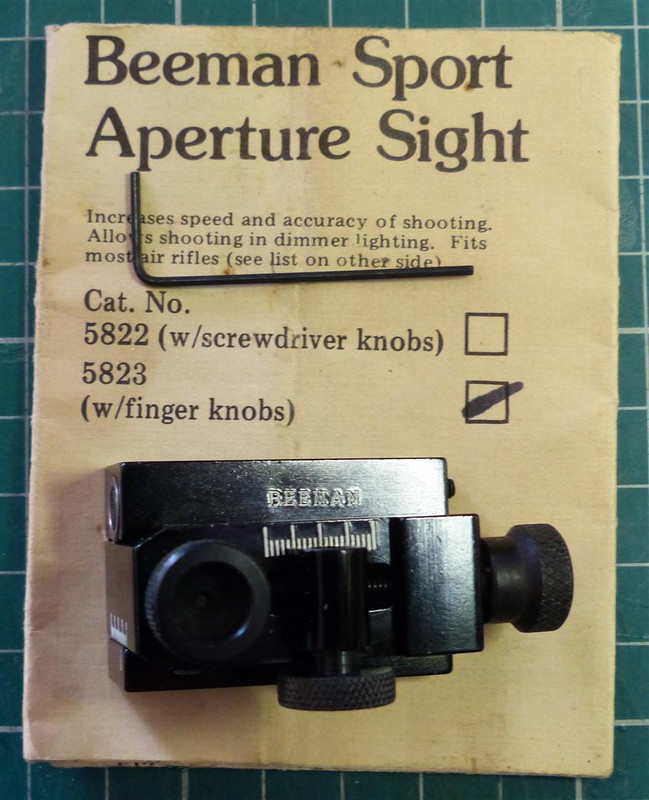 Beeman Sport
Aperture Sight
Increases speed and accuracy of shooting.
Allows shooting in dimmer lighting. Fits
most air rifles (see list on other side)
Cat. No.
5822 (w/screwdriver knobs)
5823
(w/finger knobs)
BEEMAN